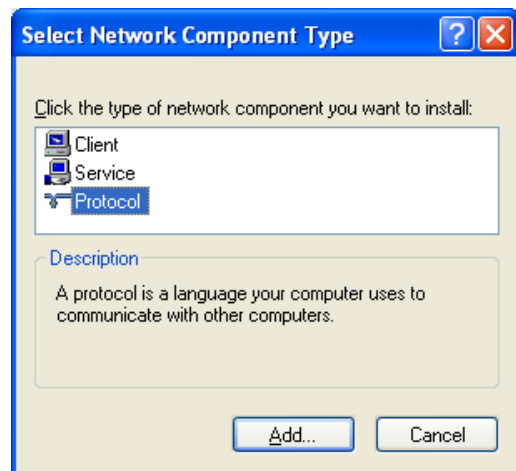 Select Network Component Type
Click the type of network component you want to install:
Client
Service
Protocol
Description
A protocol is a language your computer uses to
communicate with other computers.
Add...
Cancel